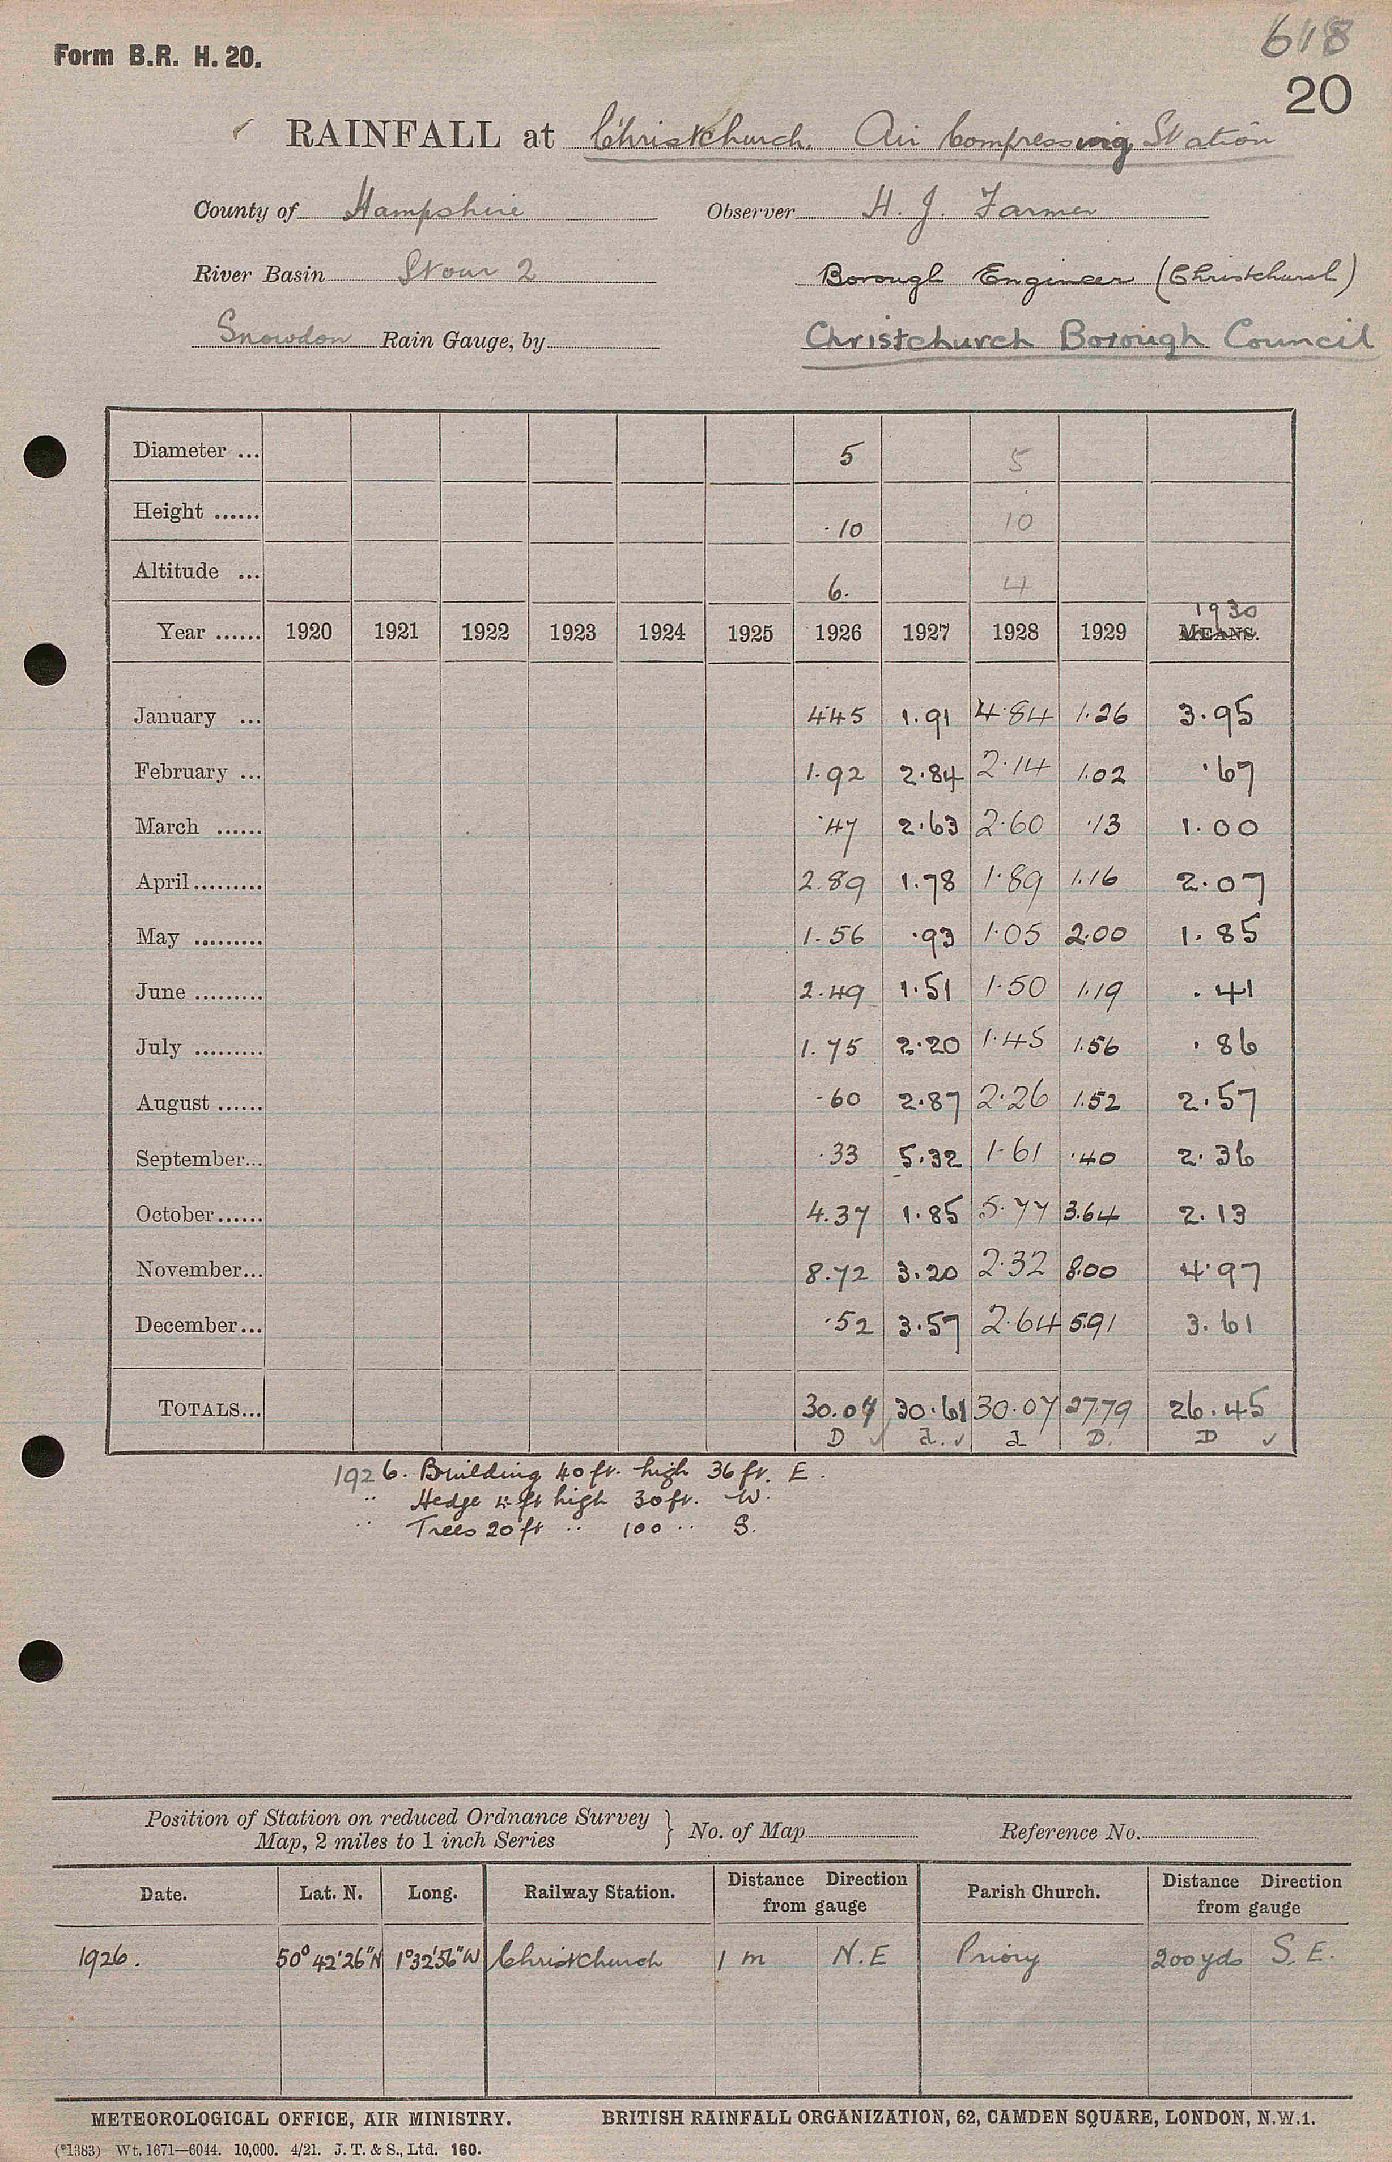 Form B.R. H. 20.
618
20
RAINFALL at Christchurch. Air Compressing Station
County of Hampshire Observer H. J. Farmer
River Basin Stour 2 Borough Engineer (Christchurch)
Snowdon Rain Gauge, by Christchurch Borough Council
Diameter ... 5 5
Height ...... .10 10
Altitude ... 6. 4
1930
Year ...... 1920 1921 1922 1923 1924 1925 1926 1927 1928 1929 MEANS.
January ... 4.45 1.91 4.84 1.26 3.95
February ... 1.92 2.84 2.14 1.02 .67
March ...... .47 2.63 2.60 .13 1.00
April......... 2.89 1.78 1.89 1.16 2.07
May ......... 1.56 .93 1.05 2.00 1.85
June ......... 2.49 1.51 1.50 1.19 .41
July ......... 1.75 2.20 1.45 1.56 .86
August ...... .60 2.87 2.26 1.52 2.57
September... .33 5.32 1.61 .40 2.36
October...... 4.37 1.85 5.77 3.64 2.13
November... 8.72 3.20 2.32 8.00 4.97
December... .52 3.57 2.64 5.91 3.61
TOTALS... 30.07 30.61 30.07 27.79 26.45
D ✓ d. ✓ d D. D ✓
1926. Building 40 ft. high 36 ft. E.
" Hedge ft high 30 ft. W.
" Trees 20 ft " 100 " S.
Position of Station on reduced Ordnance Survey
Map, 2 miles to 1 inch Series } No. of Map Reference No.
Date. Lat. N. Long. Railway Station. Distance Direction from gauge Parish Church. Distance Direction from gauge
1926. 50° 42' 26" N 1° 32' 56" W Christchurch 1 m N.E Priory 200 yds S.E.
METEOROLOGICAL OFFICE, AIR MINISTRY. BRITISH RAINFALL ORGANIZATION, 62, CAMDEN SQUARE, LONDON, N.W.1.
(*1383) Wt. 1671—6044. 10,000. 4/21. J. T. & S., Ltd. 160.